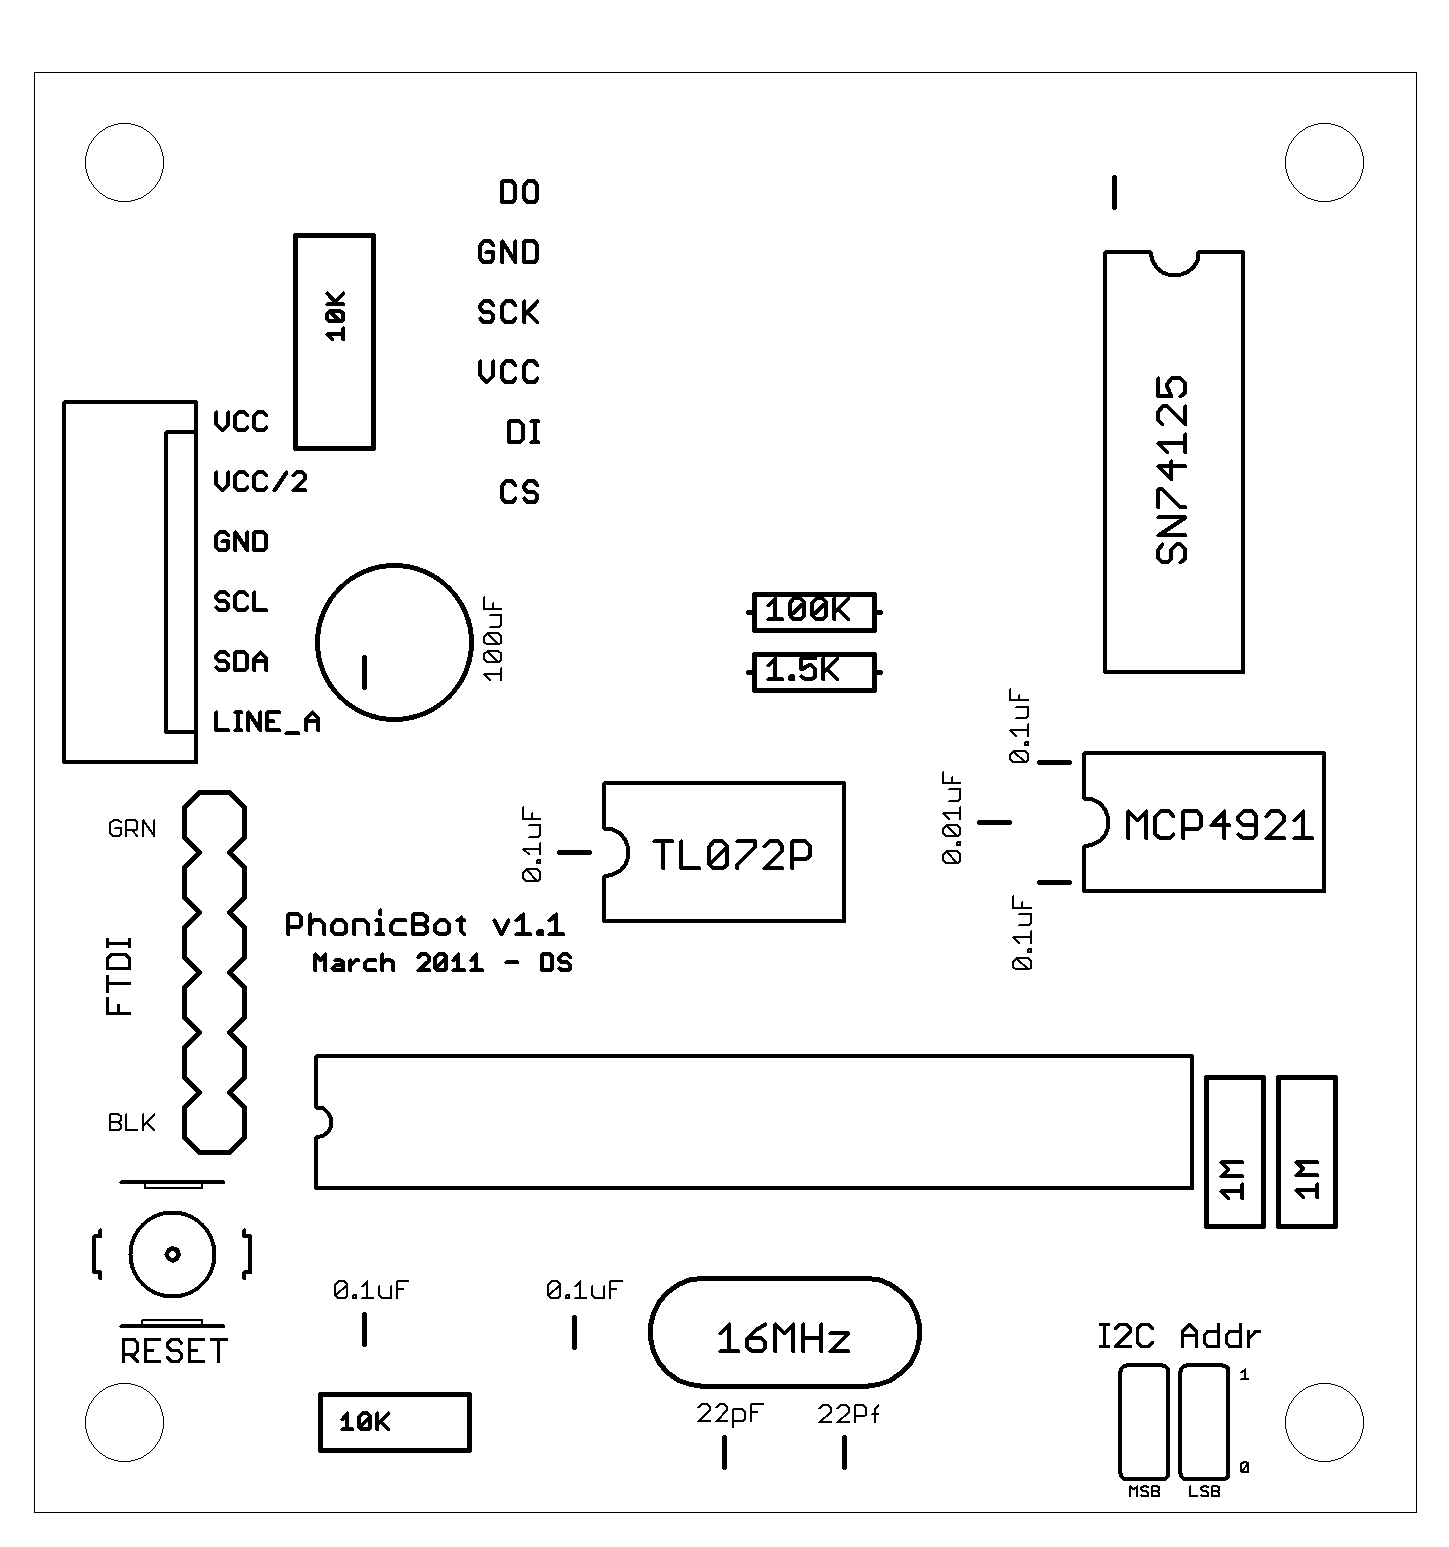 DO
GND
SCK
VCC
DI
CS
10K
VCC
VCC/2
GND
SCL
SDA
LINE_A
100uF
SN74125
100K
1.5K
0.1uF
0.01uF
0.1uF
MCP4921
0.1uF
TL072P
GRN
FTDI
BLK
PhonicBot v1.1
March 2011 - DS
1M
1M
RESET
0.1uF
0.1uF
16MHz
22pF
22Pf
10K
I2C Addr
1
0
MSB
LSB